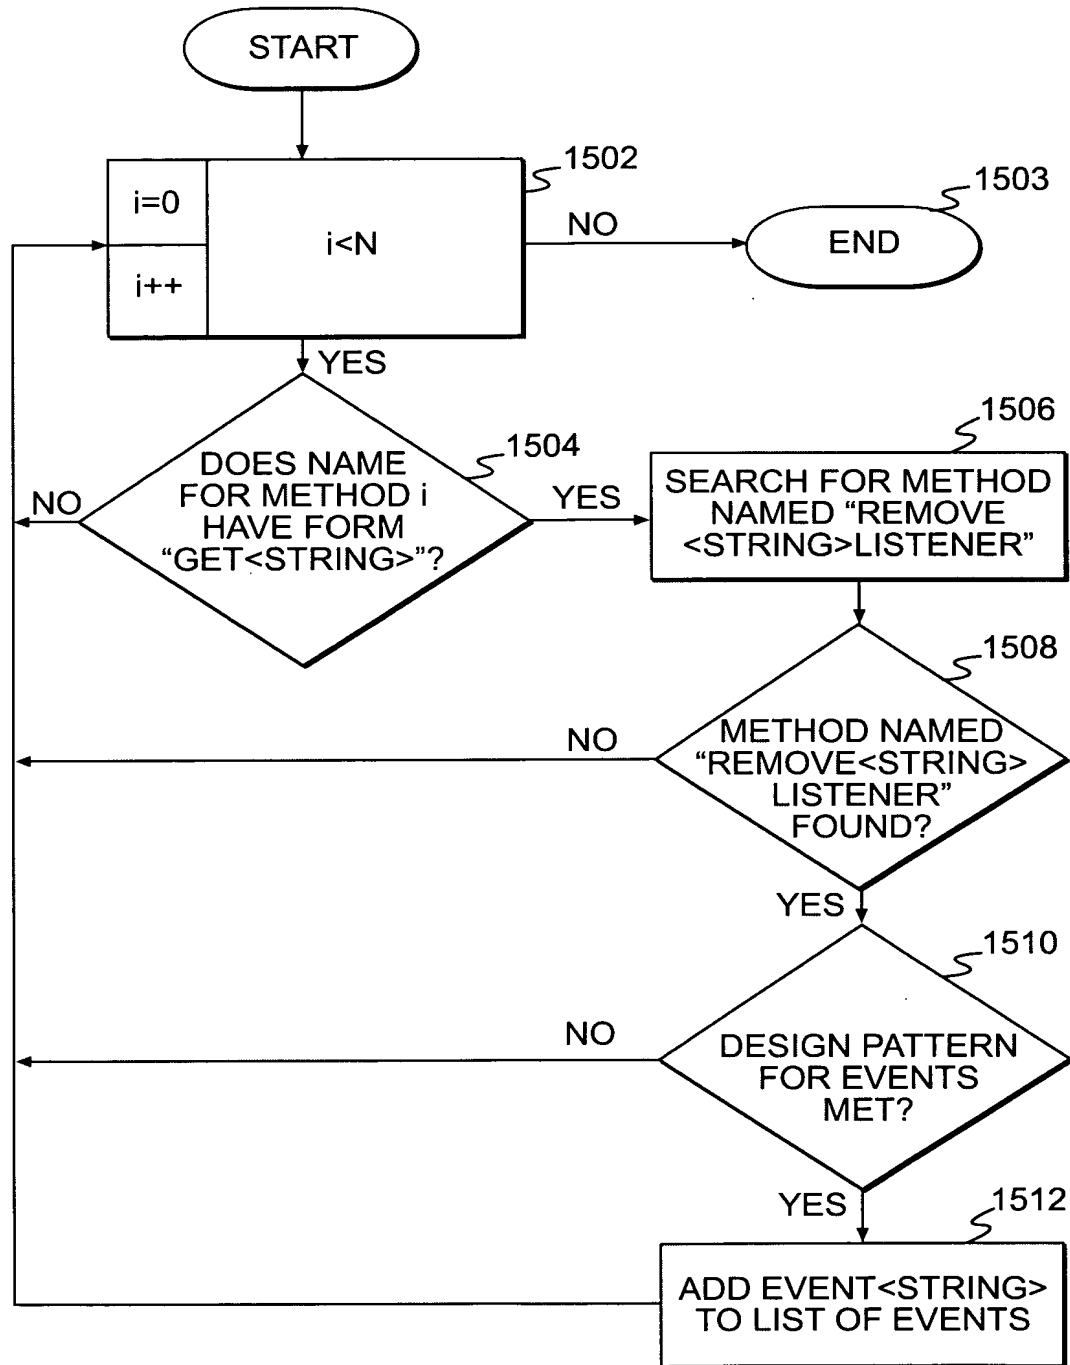 START
1502
i=0
i<N
i++
NO
1503
END
YES
1504
DOES NAME
FOR METHOD i
HAVE FORM
“GET<STRING>”?
NO
YES
1506
SEARCH FOR METHOD
NAMED “REMOVE
<STRING>LISTENER”
1508
METHOD NAMED
“REMOVE<STRING>
LISTENER”
FOUND?
NO
YES
1510
DESIGN PATTERN
FOR EVENTS
MET?
NO
YES
1512
ADD EVENT<STRING>
TO LIST OF EVENTS